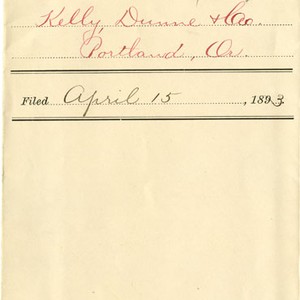 Kelly, Dunne & Co.
Portland, Or.
Filed April 15, 1893.